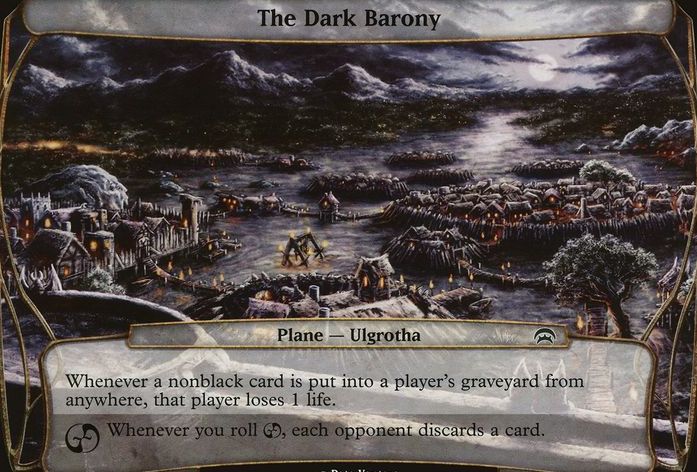 The Dark Barony
Plane — Ulgrotha
Whenever a nonblack card is put into a player's graveyard from
anywhere, that player loses 1 life.
Whenever you roll , each opponent discards a card.